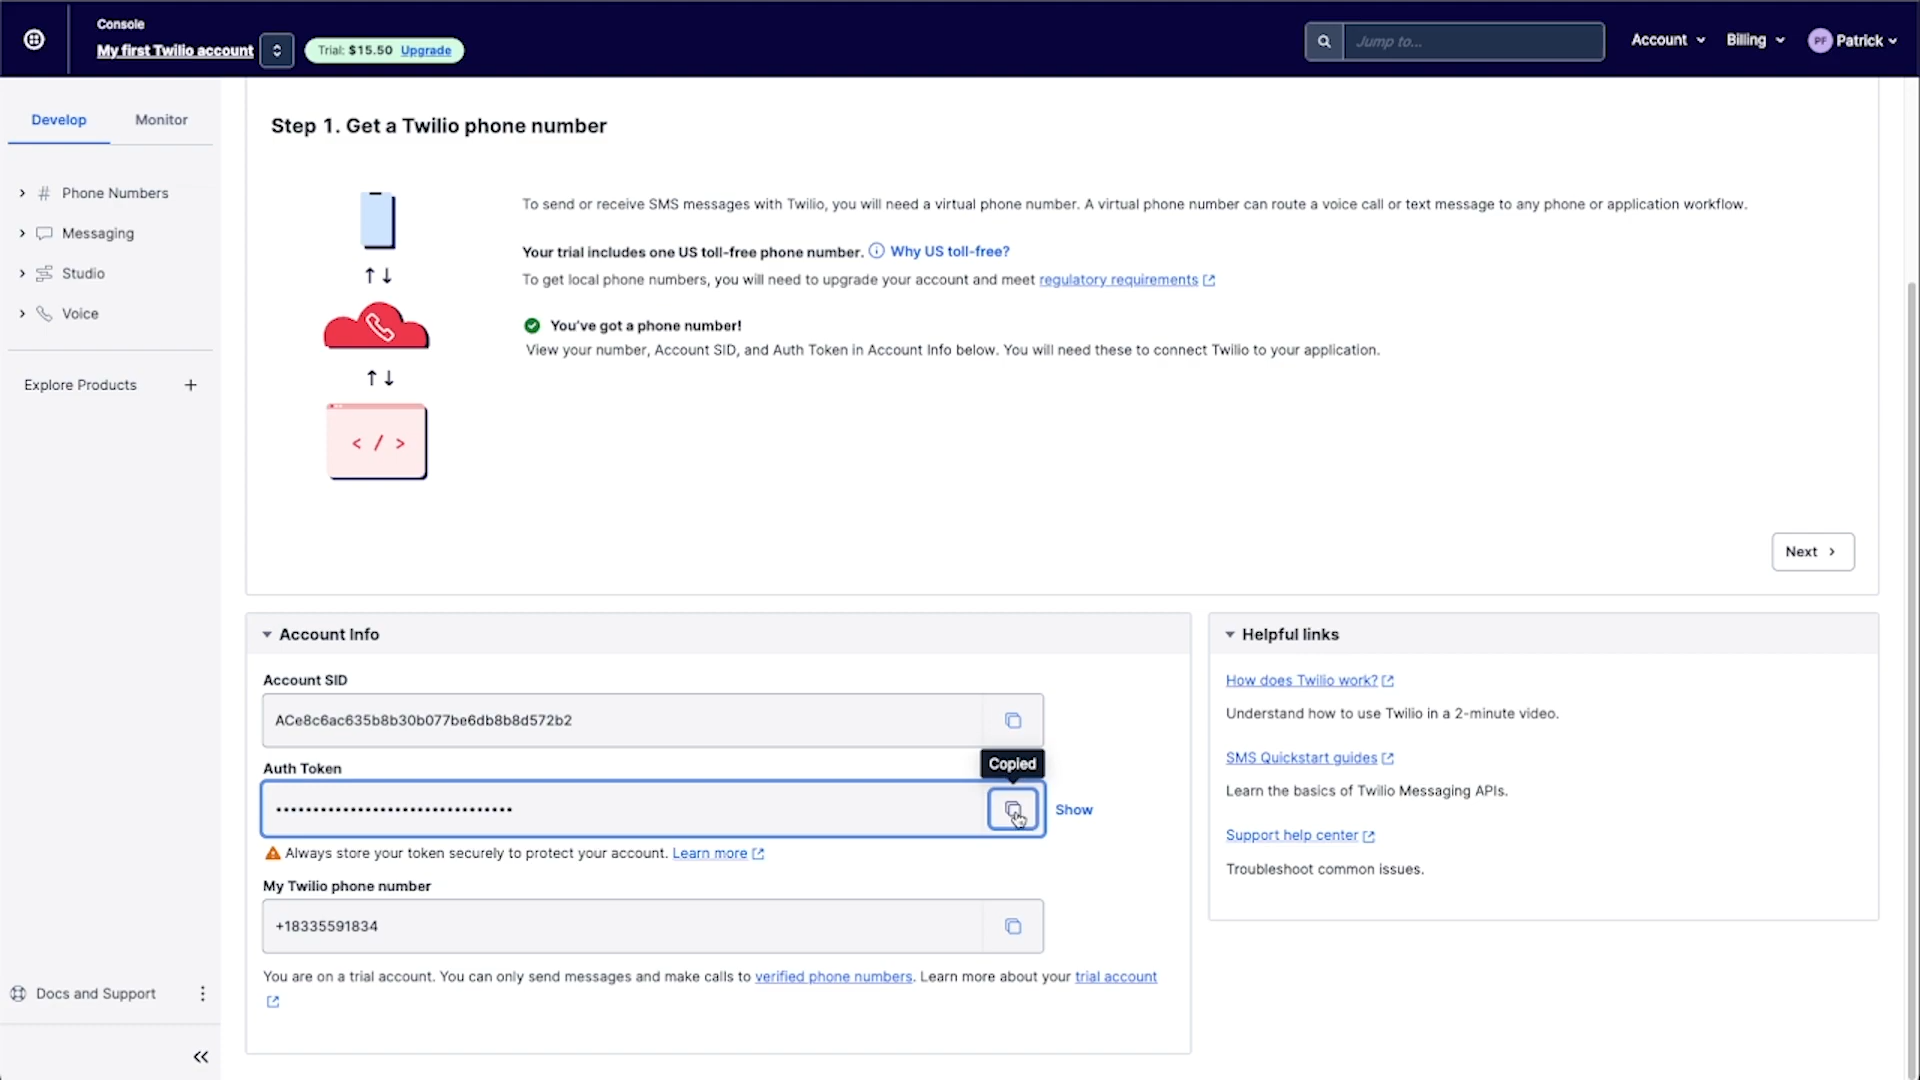 Console
My first Twilio account
Trial: $15.50 Upgrade
Jump to...
Account
Billing
PF Patrick
Develop
Monitor
Phone Numbers
Messaging
Studio
Voice
Explore Products
Docs and Support
Step 1. Get a Twilio phone number
To send or receive SMS messages with Twilio, you will need a virtual phone number. A virtual phone number can route a voice call or text message to any phone or application workflow.
Your trial includes one US toll-free phone number. Why US toll-free?
To get local phone numbers, you will need to upgrade your account and meet regulatory requirements
You've got a phone number!
View your number, Account SID, and Auth Token in Account Info below. You will need these to connect Twilio to your application.
< / >
Next
Account Info
Account SID
ACe8c6ac635b8b30b077be6db8b8d572b2
Copied
Auth Token
••••••••••••••••••••••••••••••••
Show
Always store your token securely to protect your account. Learn more
My Twilio phone number
+18335591834
You are on a trial account. You can only send messages and make calls to verified phone numbers. Learn more about your trial account
Helpful links
How does Twilio work?
Understand how to use Twilio in a 2-minute video.
SMS Quickstart guides
Learn the basics of Twilio Messaging APIs.
Support help center
Troubleshoot common issues.